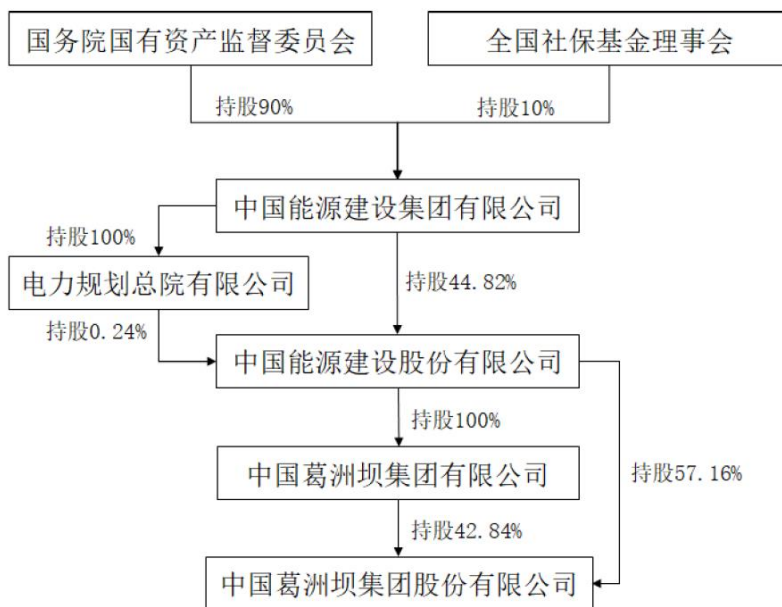 国务院国有资产监督委员会
全国社保基金理事会
持股90%
持股10%
中国能源建设集团有限公司
持股100%
电力规划总院有限公司
持股44.82%
持股0.24%
中国能源建设股份有限公司
持股100%
中国葛洲坝集团有限公司
持股57.16%
持股42.84%
中国葛洲坝集团股份有限公司